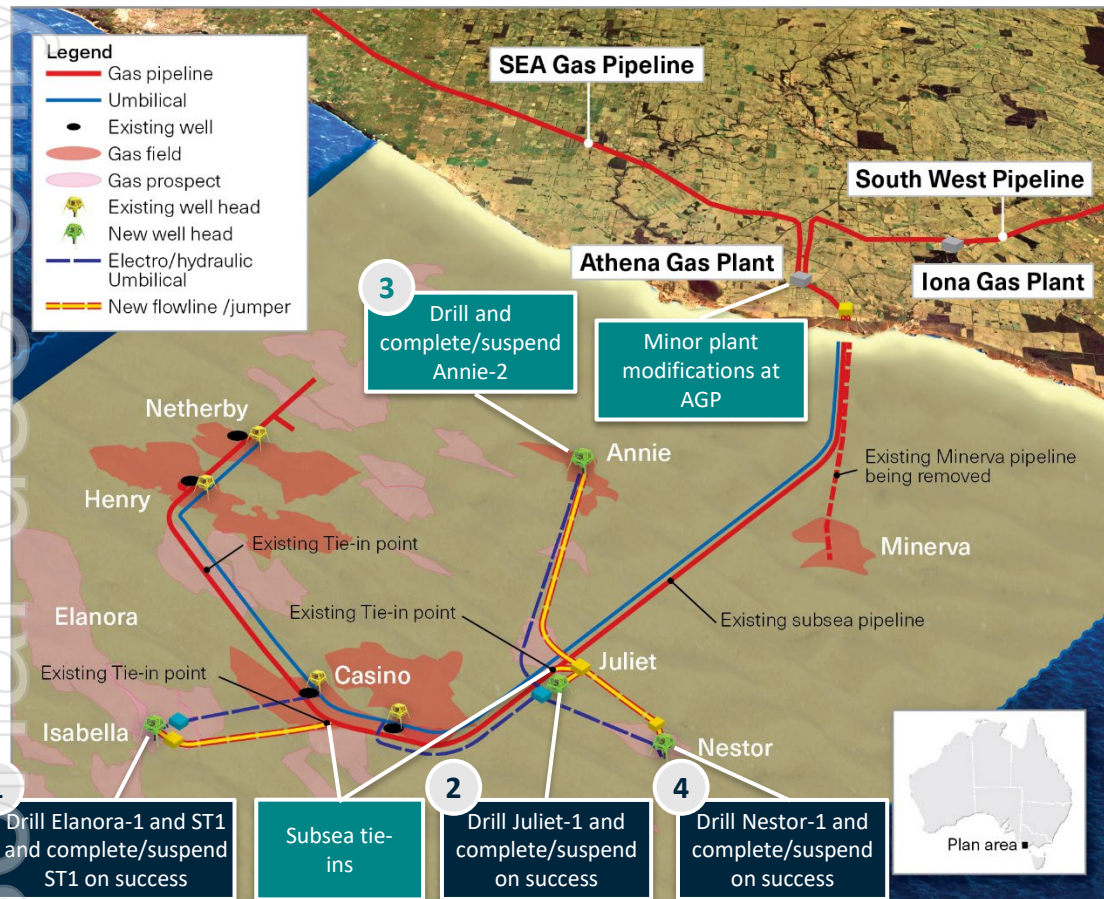 Legend
Gas pipeline
Umbilical
Existing well
Gas field
Gas prospect
Existing well head
New well head
Electro/hydraulic
Umbilical
New flowline /jumper
SEA Gas Pipeline
South West Pipeline
Athena Gas Plant
Iona Gas Plant
3
Drill and
complete/suspend
Annie-2
Minor plant
modifications at
AGP
Netherby
Annie
Existing Minerva pipeline
being removed
Henry
Minerva
Existing Tie-in point
Elanora
Existing Tie-in point
Existing subsea pipeline
Juliet
Existing Tie-in point
Casino
Isabella
Nestor
2
4
Drill Elanora-1 and ST1
and complete/suspend
ST1 on success
Subsea tie-
ins
Drill Juliet-1 and
complete/suspend
on success
Drill Nestor-1 and
complete/suspend
on success
Plan area